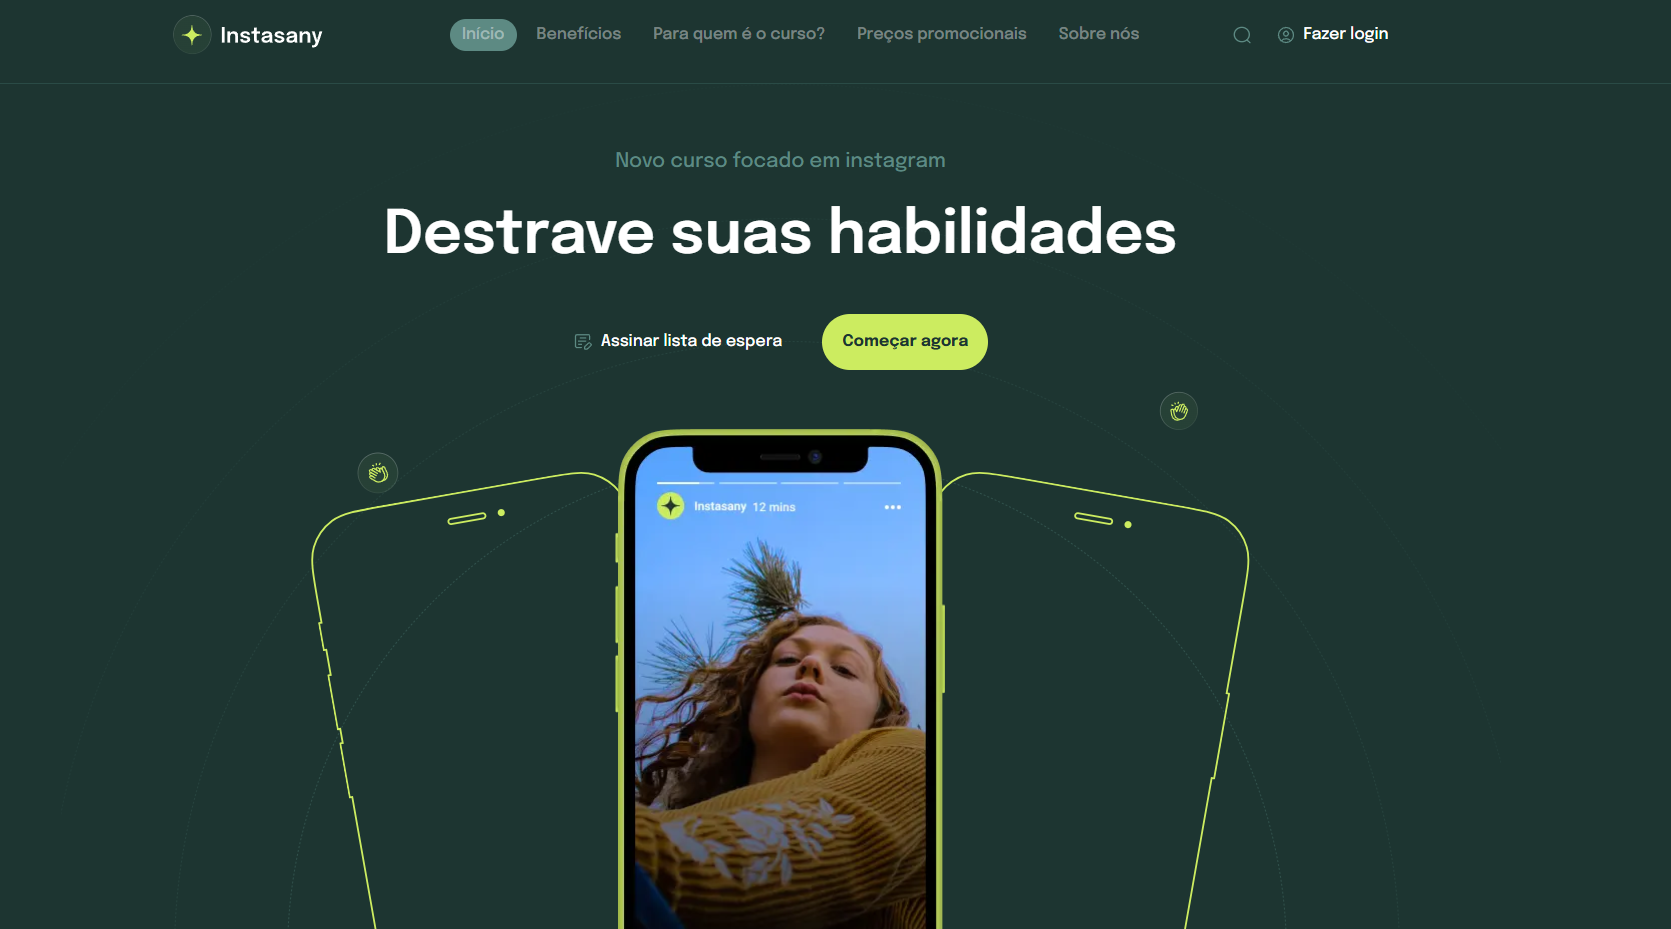 Instasany
Início
Benefícios
Para quem é o curso?
Preços promocionais
Sobre nós
Fazer login
Novo curso focado em instagram
Destrave suas habilidades
Assinar lista de espera
Começar agora
Instasany 12 mins